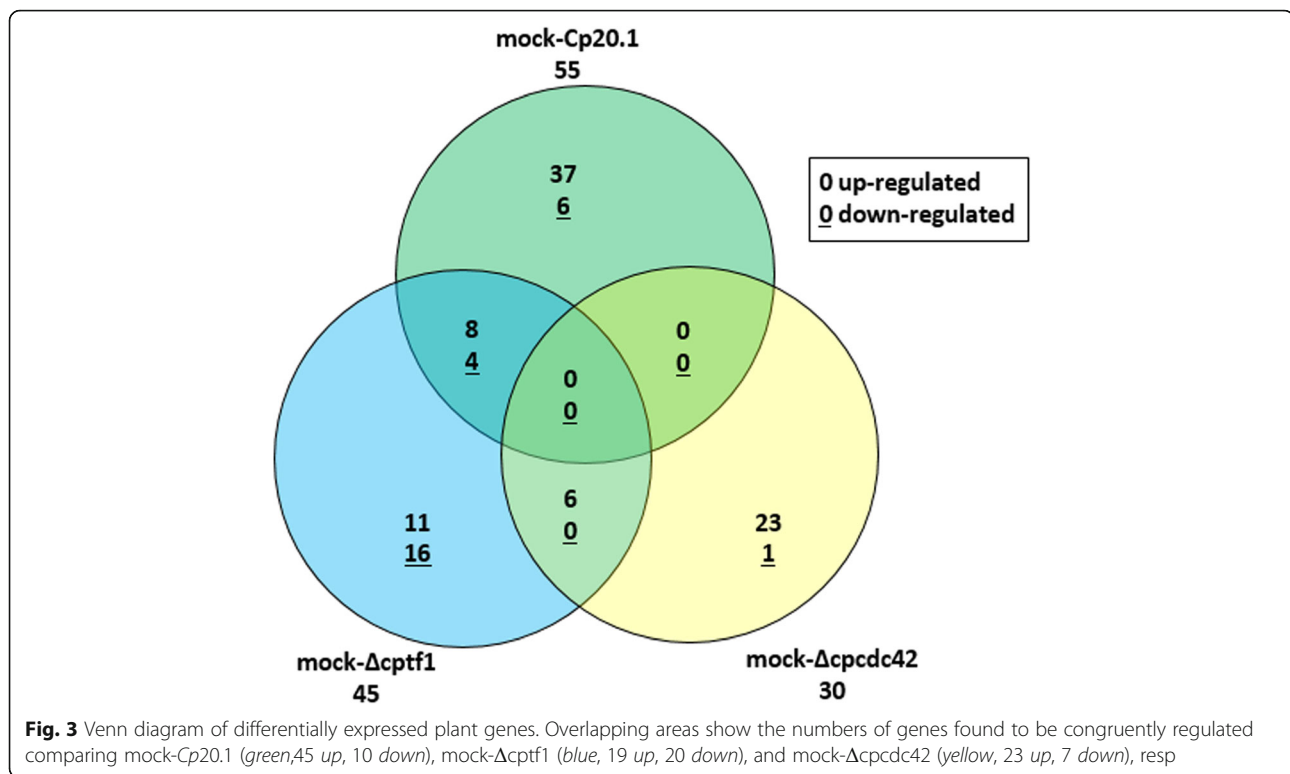 mock-Cp20.1
55
37
6
0 up-regulated
0 down-regulated
8
4
0
0
0
0
6
0
11
16
23
1
mock-Δcptf1
45
mock-Δcpcdc42
30
Fig. 3 Venn diagram of differentially expressed plant genes. Overlapping areas show the numbers of genes found to be congruently regulated
comparing mock-Cp20.1 (green,45 up, 10 down), mock-Δcptf1 (blue, 19 up, 20 down), and mock-Δcpcdc42 (yellow, 23 up, 7 down), resp